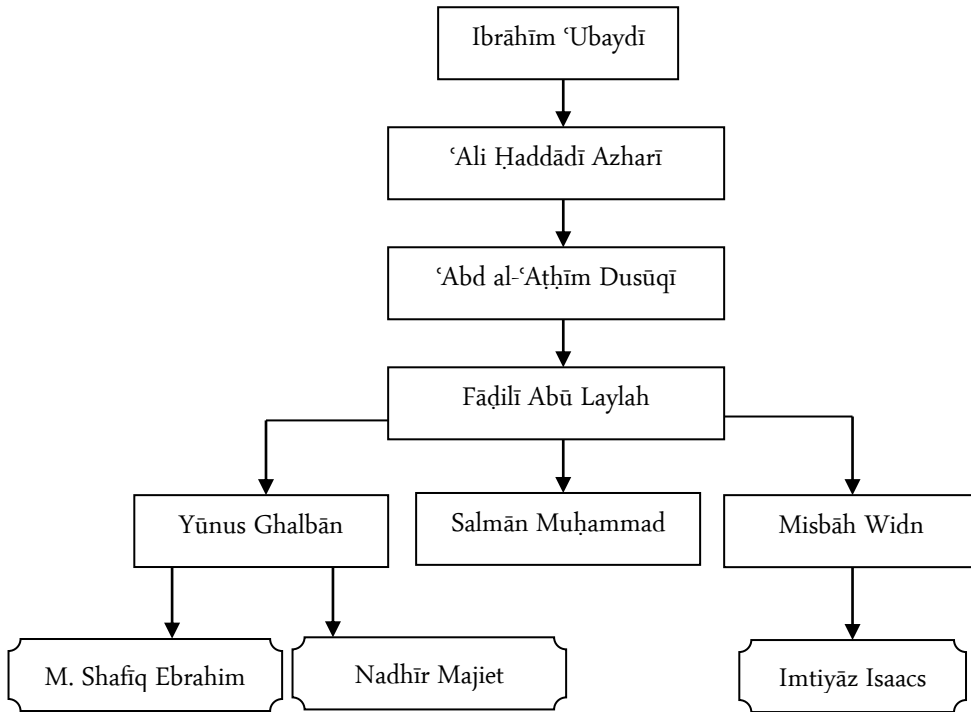 Ibrāhīm ʿUbaydī
ʿAli Ḥaddādī Azharī
ʿAbd al-ʿAṭḥīm Dusūqī
Fāḍilī Abū Laylah
Yūnus Ghalbān
Salmān Muḥammad
Misbāh Widn
M. Shafīq Ebrahim
Nadhīr Majiet
Imtiyāz Isaacs